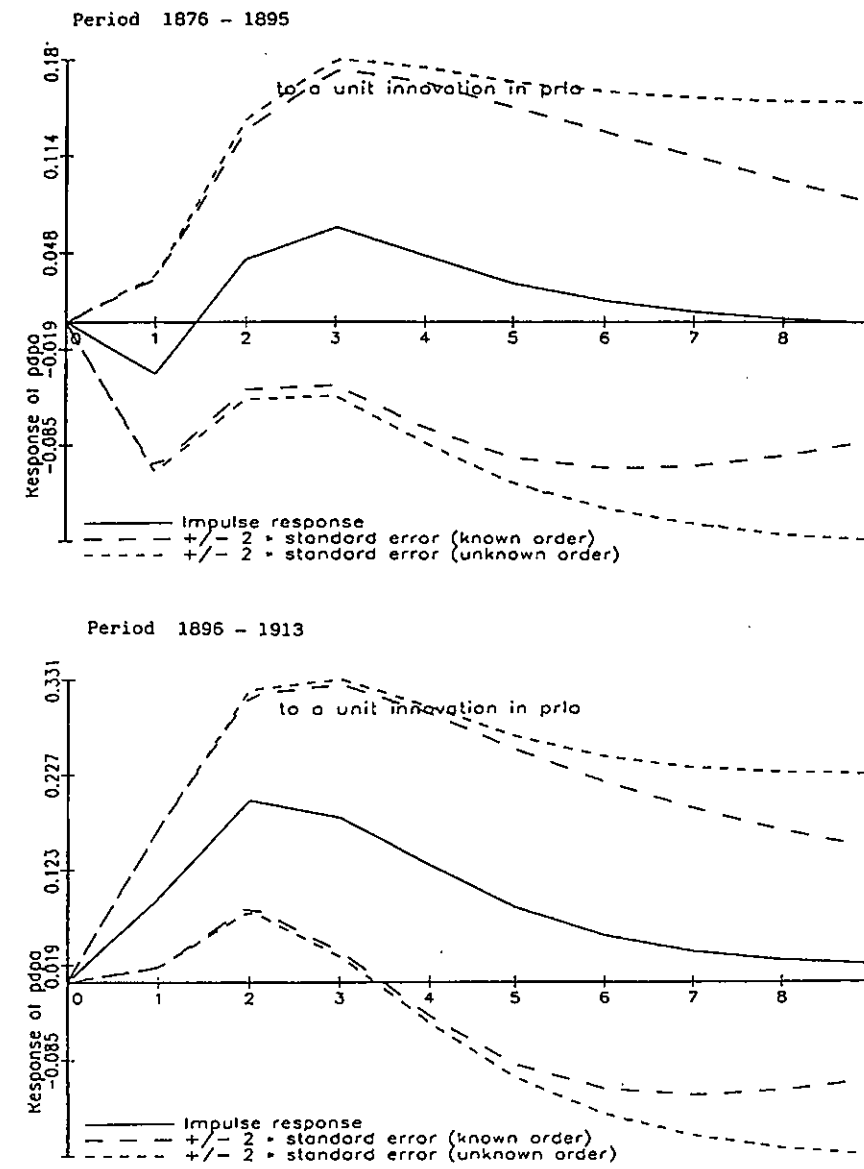 Period 1876 - 1895
to a unit innovation in prla
0.18
0.114
0.048
-0.019
-0.085
Response of pdpa
0 1 2 3 4 5 6 7 8
Impulse response
+/- 2 * standard error (known order)
+/- 2 * standard error (unknown order)
Period 1896 - 1913
to a unit innovation in prla
0.331
0.227
0.123
0.019
-0.085
Response of pdpa
0 1 2 3 4 5 6 7 8
Impulse response
+/- 2 * standard error (known order)
+/- 2 * standard error (unknown order)